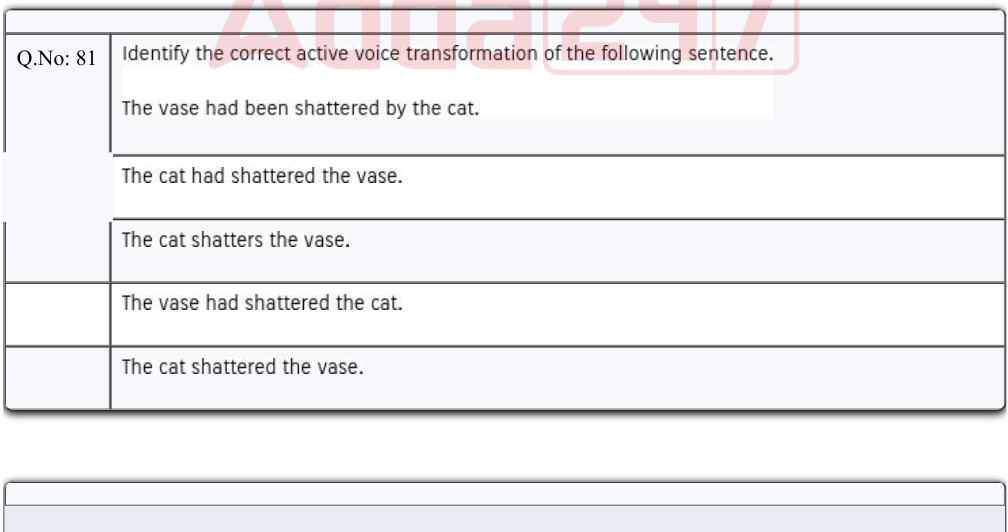 Adda247
Q.No: 81
Identify the correct active voice transformation of the following sentence.
The vase had been shattered by the cat.
The cat had shattered the vase.
The cat shatters the vase.
The vase had shattered the cat.
The cat shattered the vase.